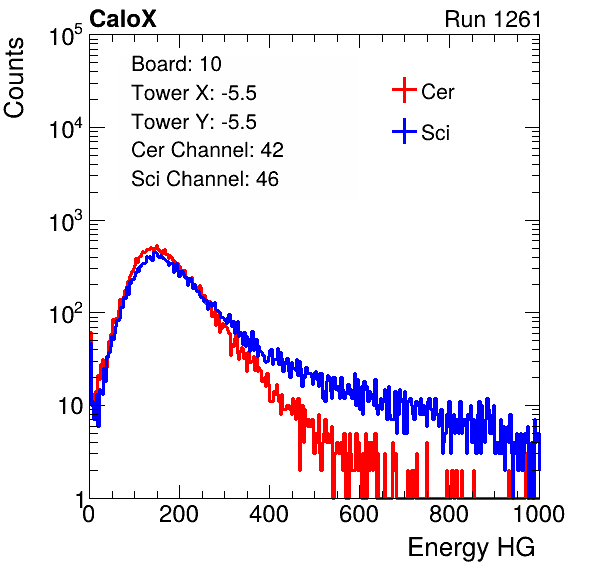 CaloX Run 1261
Counts
Board: 10
Tower X: -5.5
Tower Y: -5.5
Cer Channel: 42
Sci Channel: 46
Cer
Sci
10^5
10^4
10^3
10^2
10
1
0 200 400 600 800 1000
Energy HG